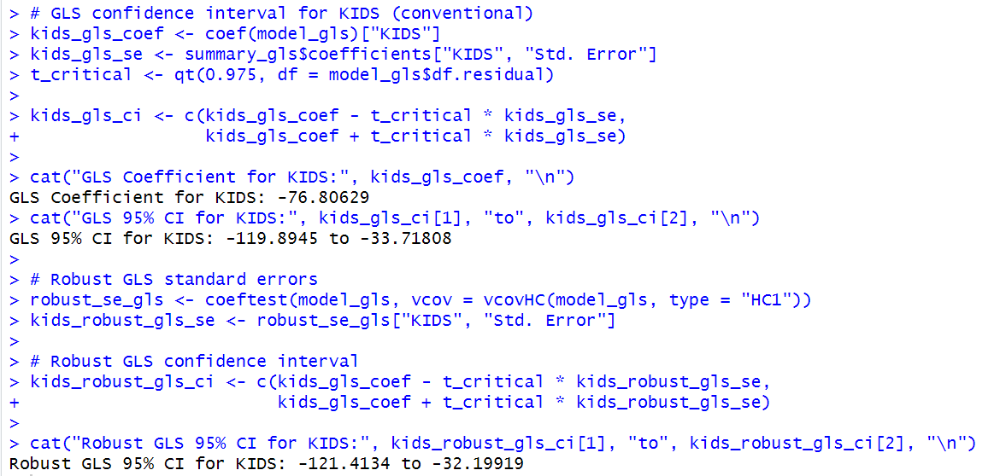 > # GLS confidence interval for KIDS (conventional)
> kids_gls_coef <- coef(model_gls)["KIDS"]
> kids_gls_se <- summary_gls$coefficients["KIDS", "Std. Error"]
> t_critical <- qt(0.975, df = model_gls$df.residual)
>
> kids_gls_ci <- c(kids_gls_coef - t_critical * kids_gls_se,
+                  kids_gls_coef + t_critical * kids_gls_se)
>
> cat("GLS Coefficient for KIDS:", kids_gls_coef, "\n")
GLS Coefficient for KIDS: -76.80629
> cat("GLS 95% CI for KIDS:", kids_gls_ci[1], "to", kids_gls_ci[2], "\n")
GLS 95% CI for KIDS: -119.8945 to -33.71808
>
> # Robust GLS standard errors
> robust_se_gls <- coeftest(model_gls, vcov = vcovHC(model_gls, type = "HC1"))
> kids_robust_gls_se <- robust_se_gls["KIDS", "Std. Error"]
>
> # Robust GLS confidence interval
> kids_robust_gls_ci <- c(kids_gls_coef - t_critical * kids_robust_gls_se,
+                         kids_gls_coef + t_critical * kids_robust_gls_se)
>
> cat("Robust GLS 95% CI for KIDS:", kids_robust_gls_ci[1], "to", kids_robust_gls_ci[2], "\n")
Robust GLS 95% CI for KIDS: -121.4134 to -32.19919